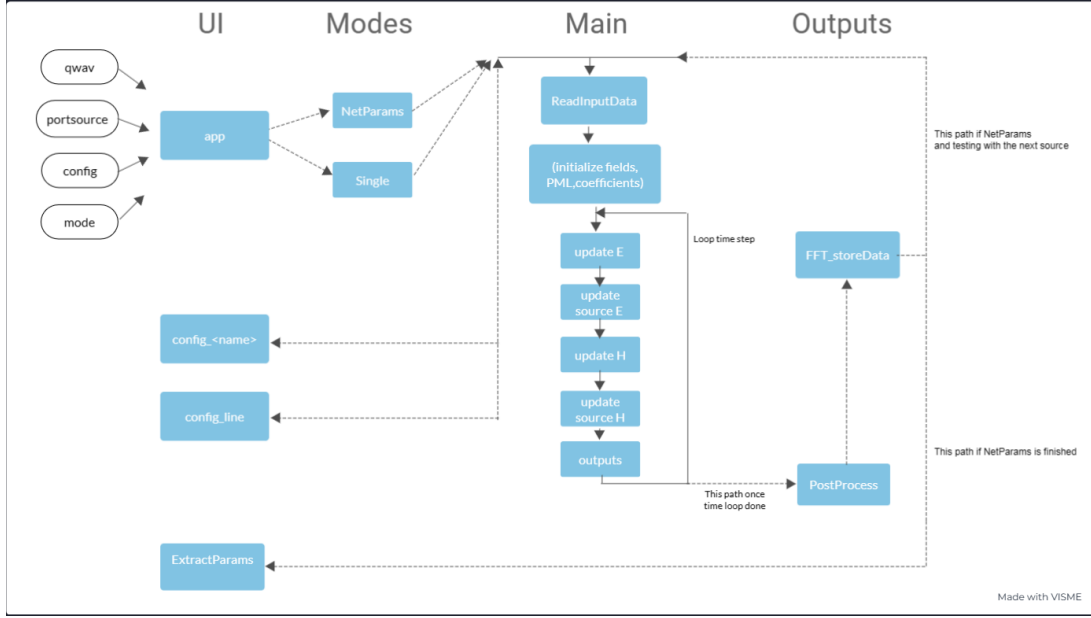 UI
Modes
Main
Outputs
qwav
portsource
config
mode
app
NetParams
Single
ReadInputData
(initialize fields,
PML,coefficients)
Loop time step
update E
update
source E
update H
update
source H
outputs
This path once
time loop done
FFT_storeData
PostProcess
This path if NetParams
and testing with the next source
This path if NetParams is finished
config_<name>
config_line
ExtractParams
Made with VISME